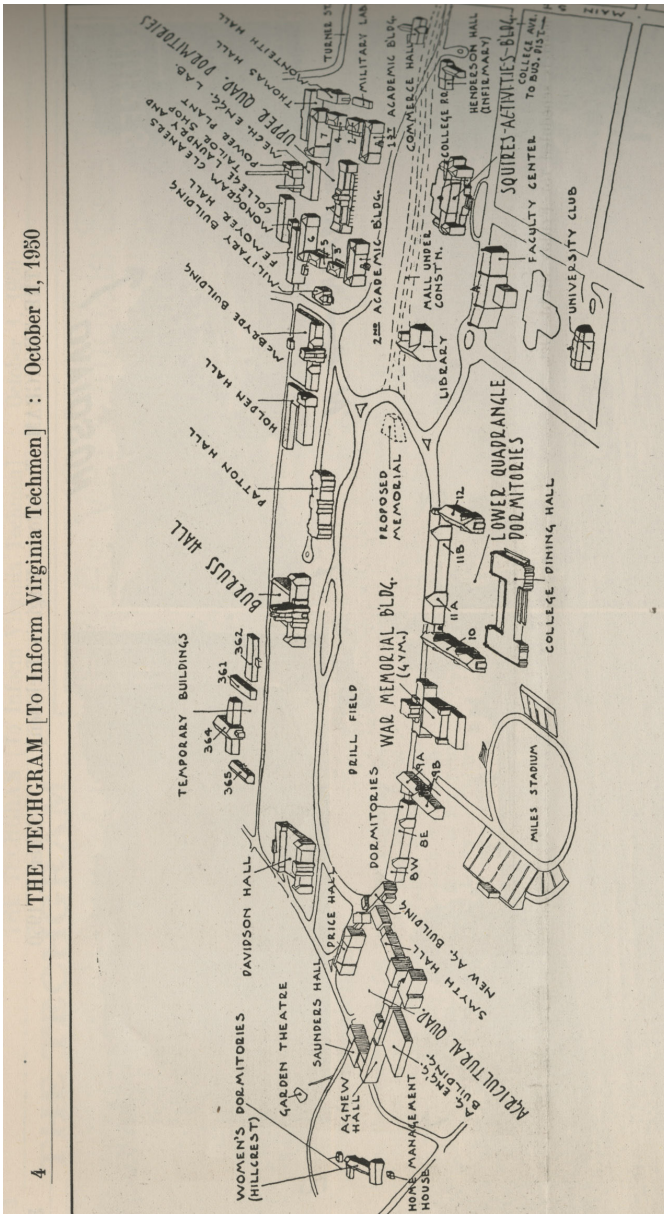 4 THE TECHGRAM [To Inform Virginia Techmen] : October 1, 1950
WOMEN'S DORMITORIES
(HILLCREST)
GARDEN THEATRE
SAUNDERS HALL
AGNEW
HALL
HOME MANAGEMENT
HOUSE
AG. ENGG.
BUILDING
AGRICULTURAL QUAD.
SMYTH HALL
NEW AG. BUILDING
PRICE HALL
DAVIDSON HALL
TEMPORARY BUILDINGS
365
364
361
362
BURRUSS HALL
PATTON HALL
HOLDEN HALL
McBRYDE BUILDING
MILITARY BUILDING
FEMOYER HALL
MONOGRAM
COLLEGE LAUNDRY AND
TAILOR SHOP
CLEANERS
POWER PLANT
MECH. ENGG. LAB.
UPPER QUAD. DORMITORIES
THOMAS HALL
MONTEITH HALL
TURNER ST.
MILITARY LAB
1ST ACADEMIC BLDG.
COMMERCE HALL
2ND ACADEMIC BLDG.
MALL UNDER
CONST'N.
COLLEGE RD.
HENDERSON HALL
(INFIRMARY)
SQUIRES-ACTIVITIES-BLDG.
COLLEGE AVE.
TO BUS. DIST.
MAIN
FACULTY CENTER
UNIVERSITY CLUB
LIBRARY
PROPOSED
MEMORIAL
DRILL FIELD
DORMITORIES
8W
8E
9A
9B
WAR MEMORIAL B'LDG.
(GYM.)
10
11A
11B
12
LOWER QUADRANGLE
DORMITORIES
COLLEGE DINING HALL
MILES STADIUM